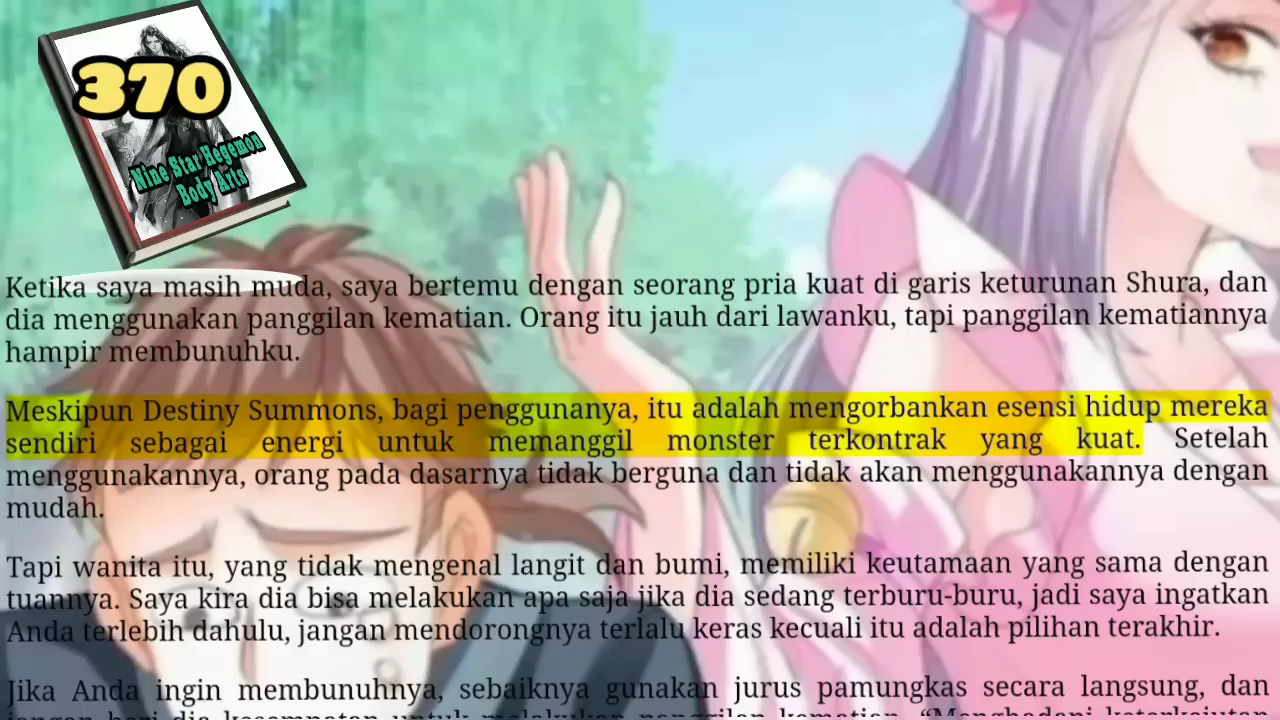 370
Nine Star Hegemon
Body Arts
Ketika saya masih muda, saya bertemu dengan seorang pria kuat di garis keturunan Shura, dan
dia menggunakan panggilan kematian. Orang itu jauh dari lawanku, tapi panggilan kematiannya
hampir membunuhku.
Meskipun Destiny Summons, bagi penggunanya, itu adalah mengorbankan esensi hidup mereka
sendiri sebagai energi untuk memanggil monster terkontrak yang kuat. Setelah
menggunakannya, orang pada dasarnya tidak berguna dan tidak akan menggunakannya dengan
mudah.
Tapi wanita itu, yang tidak mengenal langit dan bumi, memiliki keutamaan yang sama dengan
tuannya. Saya kira dia bisa melakukan apa saja jika dia sedang terburu-buru, jadi saya ingatkan
Anda terlebih dahulu, jangan mendorongnya terlalu keras kecuali itu adalah pilihan terakhir.
Jika Anda ingin membunuhnya, sebaiknya gunakan jurus pamungkas secara langsung, dan